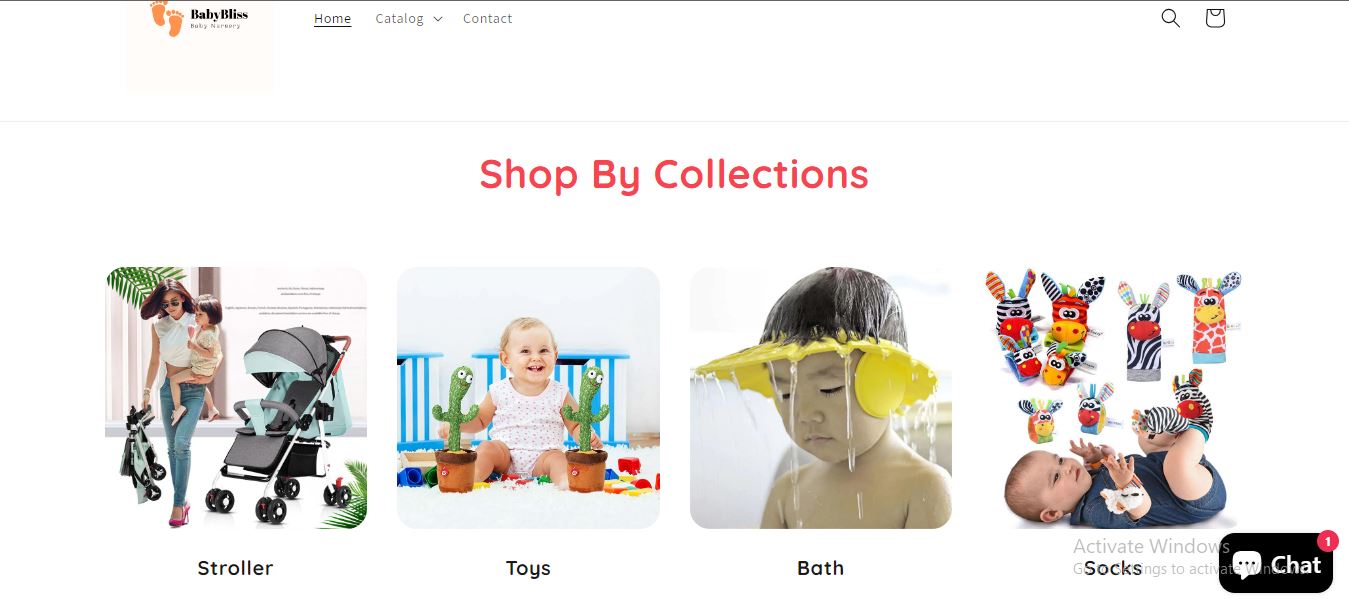 BabyBliss
Baby Nursery
Home
Catalog
Contact
Shop By Collections
Stroller
Toys
Bath
Socks
Activate Windows
Go to Settings to activate Windows.
Chat
1